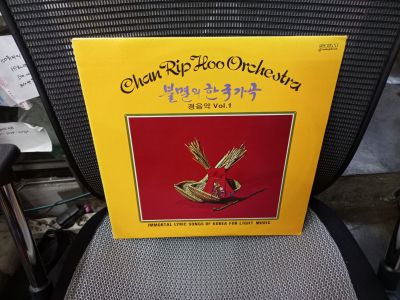 Chan Rip Hoo Orchestra
불멸의 한국가곡
경음악 Vol.1
IMMORTAL LYRIC SONGS OF KOREA FOR LIGHT MUSIC